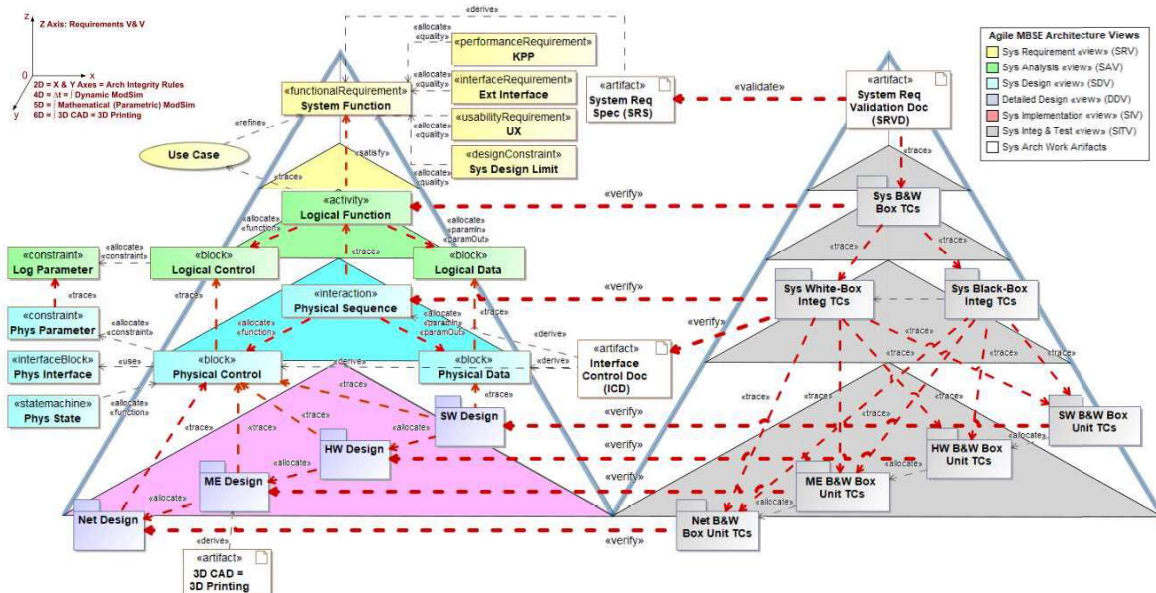 Z Axis: Requirements V& V
z
0
x
y
2D = X & Y Axes = Arch Integrity Rules
4D = Δt = ∫ Dynamic ModSim
5D = ∫ Mathematical (Parametric) ModSim
6D = ∫ 3D CAD = 3D Printing
«derive»
«allocate»
«quality»
«performanceRequirement»
KPP
«allocate»
«quality»
«interfaceRequirement»
Ext Interface
«functionalRequirement»
System Function
«allocate»
«quality»
«usabilityRequirement»
UX
«allocate»
«quality»
«designConstraint»
Sys Design Limit
«artifact»
System Req
Spec (SRS)
«validate»
«artifact»
System Req
Validation Doc
(SRVD)
Agile MBSE Architecture Views
Sys Requirement «view» (SRV)
Sys Analysis «view» (SAV)
Sys Design «view» (SDV)
Detailed Design «view» (DDV)
Sys Implementation «view» (SIV)
Sys Integ & Test «view» (SITV)
Sys Arch Work Arifacts
«refine»
Use Case
«satisfy»
«trace»
«trace»
«activity»
Logical Function
«verify»
Sys B&W
Box TCs
«allocate»
«function»
«allocate»
«paramIn»
«paramOut»
«constraint»
Log Parameter
«allocate»
«constraint»
«block»
Logical Control
«trace»
«block»
Logical Data
«trace»
«trace»
«trace»
«trace»
«trace»
«interaction»
Physical Sequence
«verify»
Sys White-Box
Integ TCs
Sys Black-Box
Integ TCs
«constraint»
Phys Parameter
«allocate»
«constraint»
«allocate»
«function»
«allocate»
«paramIn»
«paramOut»
«derive»
«verify»
«trace»
«trace»
«trace»
«interfaceBlock»
Phys Interface
«use»
«block»
Physical Control
«derive»
«block»
Physical Data
«derive»
«artifact»
Interface
Control Doc
(ICD)
«statemachine»
Phys State
«allocate»
«function»
«trace»
«trace»
SW Design
«verify»
SW B&W Box
Unit TCs
«trace»
«trace»
«trace»
«allocate»
HW Design
«verify»
«trace»
«trace»
«trace»
«allocate»
HW B&W Box
Unit TCs
«allocate»
ME Design
«verify»
«allocate»
ME B&W Box
Unit TCs
«allocate»
Net Design
«verify»
«allocate»
Net B&W
Box Unit TCs
«derive»
«artifact»
3D CAD =
3D Printing